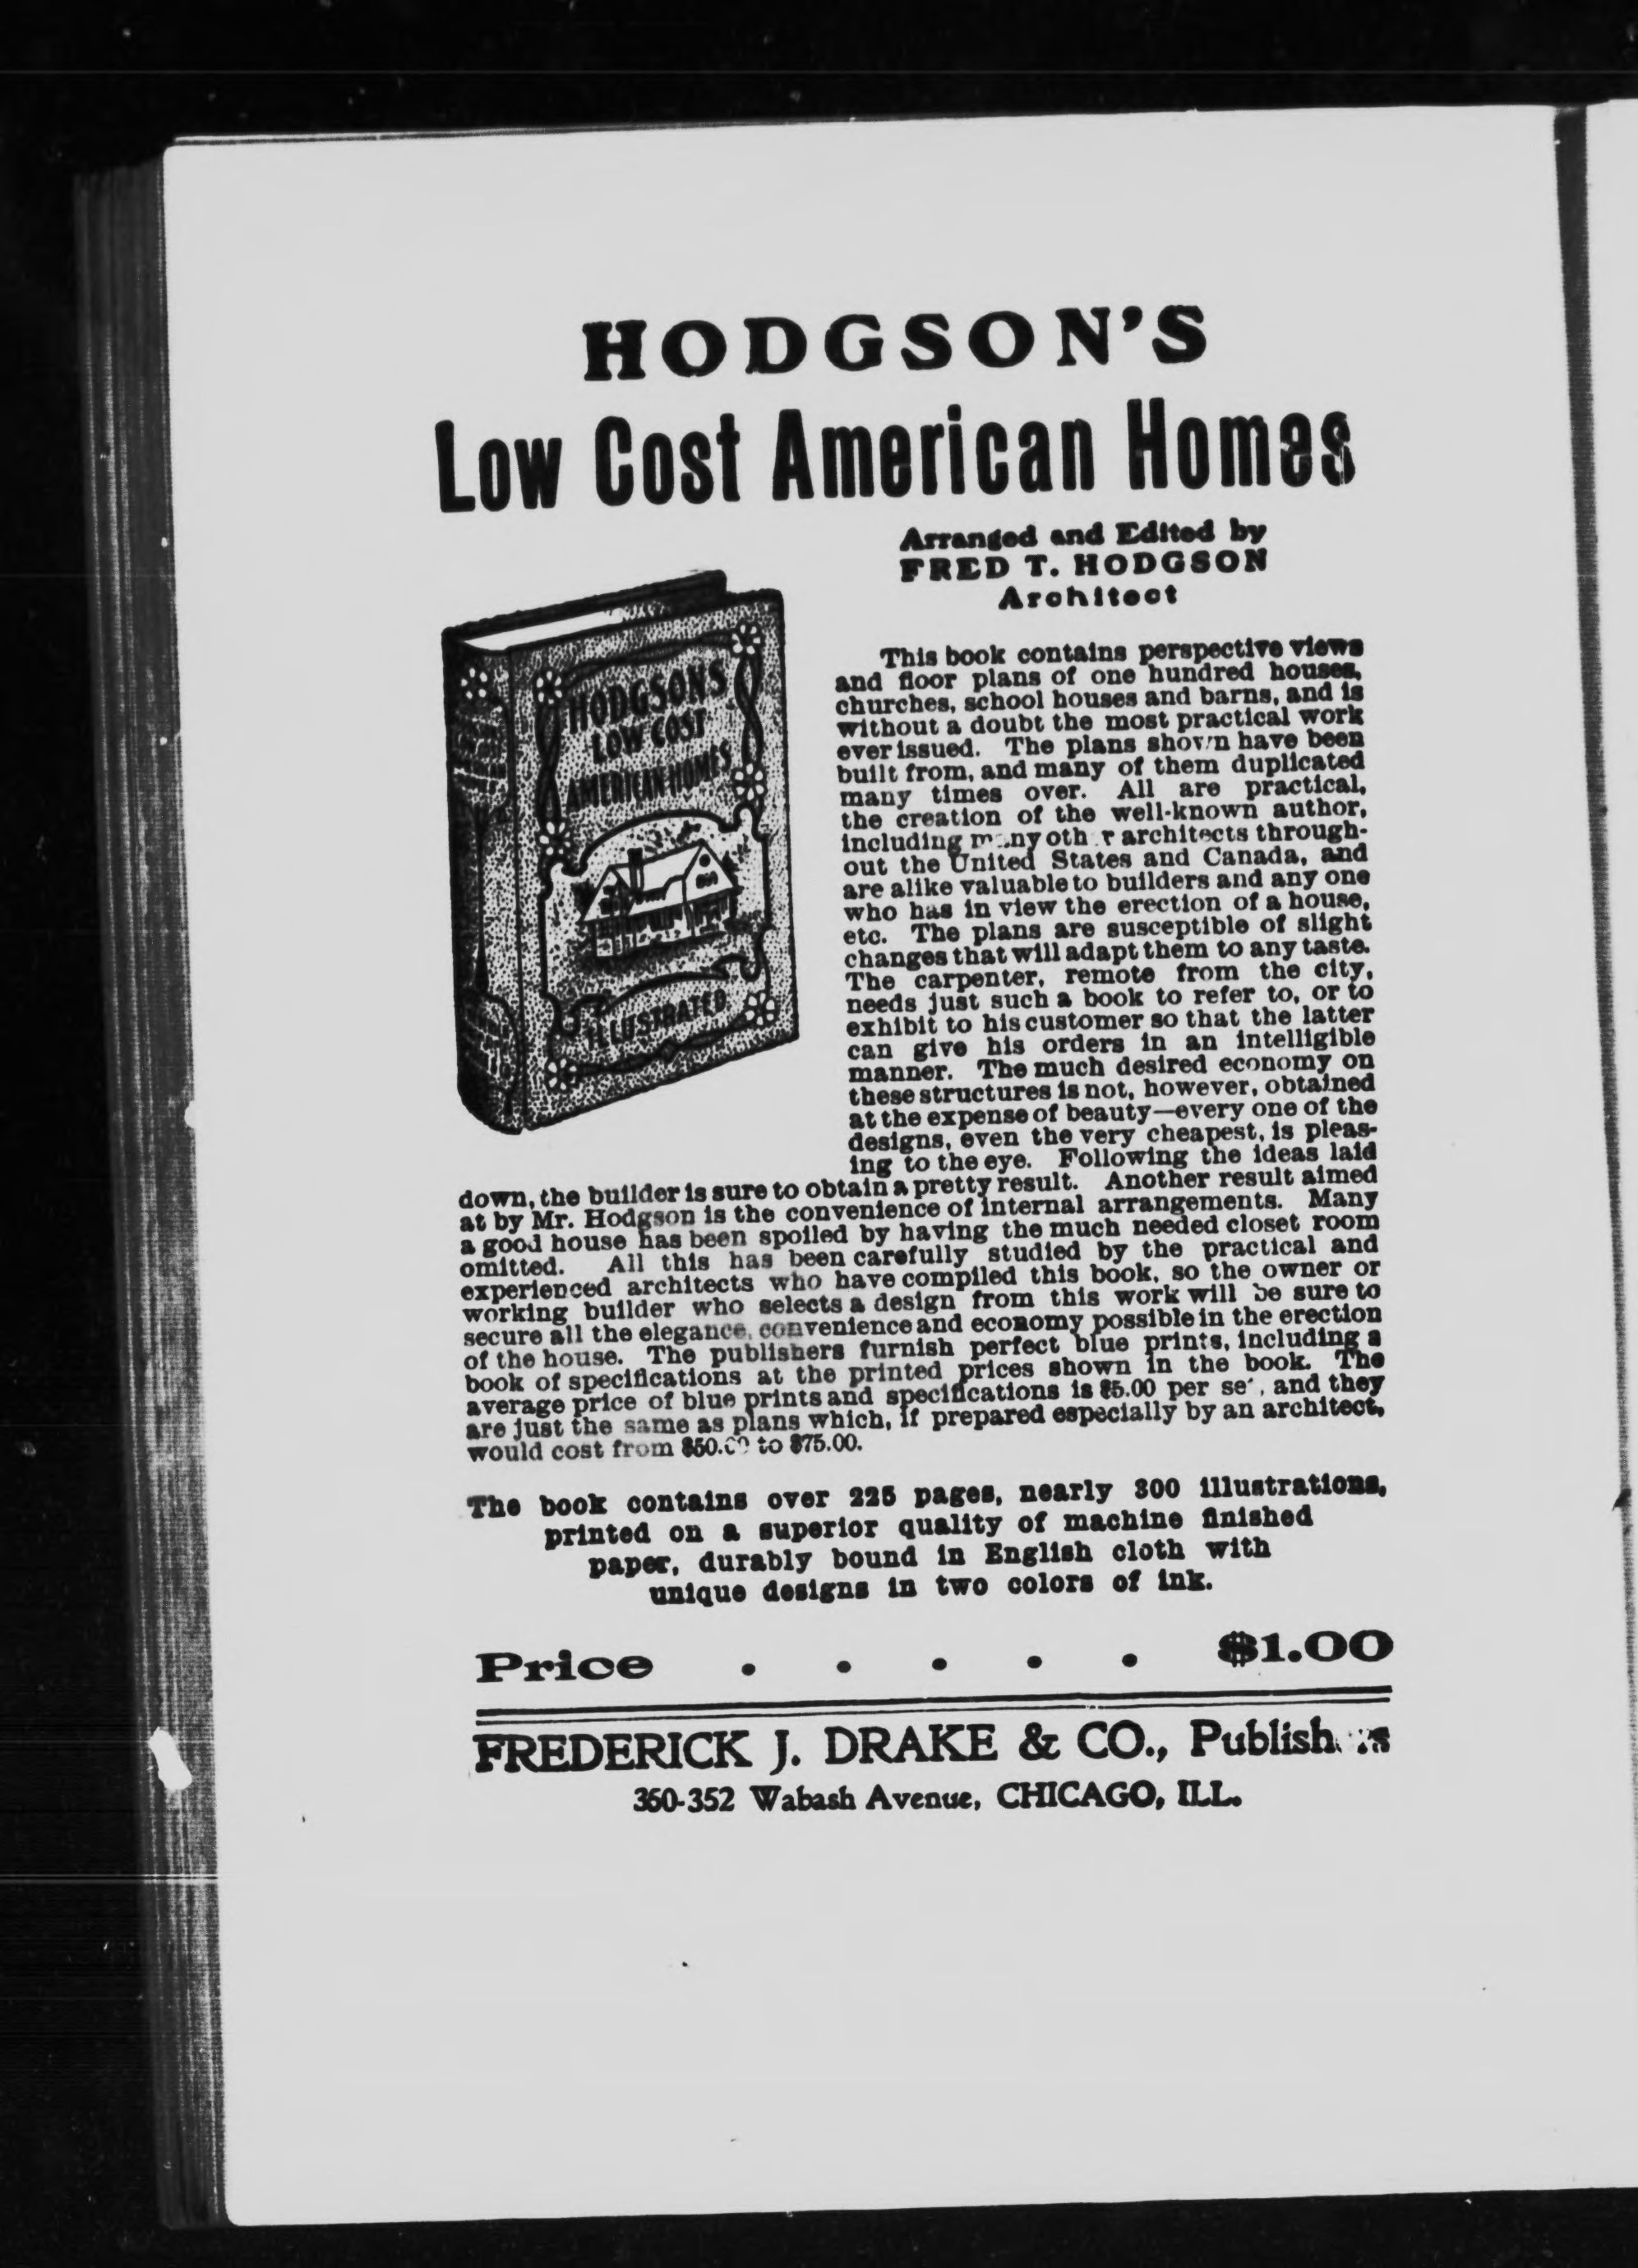 HODGSON'S
Low Cost American Homes
Arranged and Edited by
FRED T. HODGSON
Architect
HODGSON'S
LOW COST
AMERICAN HOMES
ILLUSTRATED
This book contains perspective views
and floor plans of one hundred houses,
churches, school houses and barns, and is
without a doubt the most practical work
ever issued. The plans shown have been
built from, and many of them duplicated
many times over. All are practical,
the creation of the well-known author,
including many other architects through-
out the United States and Canada, and
are alike valuable to builders and any one
who has in view the erection of a house,
etc. The plans are susceptible of slight
changes that will adapt them to any taste.
The carpenter, remote from the city,
needs just such a book to refer to, or to
exhibit to his customer so that the latter
can give his orders in an intelligible
manner. The much desired economy on
these structures is not, however, obtained
at the expense of beauty—every one of the
designs, even the very cheapest, is pleas-
ing to the eye. Following the ideas laid
down, the builder is sure to obtain a pretty result. Another result aimed
at by Mr. Hodgson is the convenience of internal arrangements. Many
a good house has been spoiled by having the much needed closet room
omitted. All this has been carefully studied by the practical and
experienced architects who have compiled this book, so the owner or
working builder who selects a design from this work will be sure to
secure all the elegance, convenience and economy possible in the erection
of the house. The publishers furnish perfect blue prints, including a
book of specifications at the printed prices shown in the book. The
average price of blue prints and specifications is $5.00 per set, and they
are just the same as plans which, if prepared especially by an architect,
would cost from $50.00 to $75.00.
The book contains over 225 pages, nearly 300 illustrations,
printed on a superior quality of machine finished
paper, durably bound in English cloth with
unique designs in two colors of ink.
Price . . . . . $1.00
FREDERICK J. DRAKE & CO., Publishers
350-352 Wabash Avenue, CHICAGO, ILL.